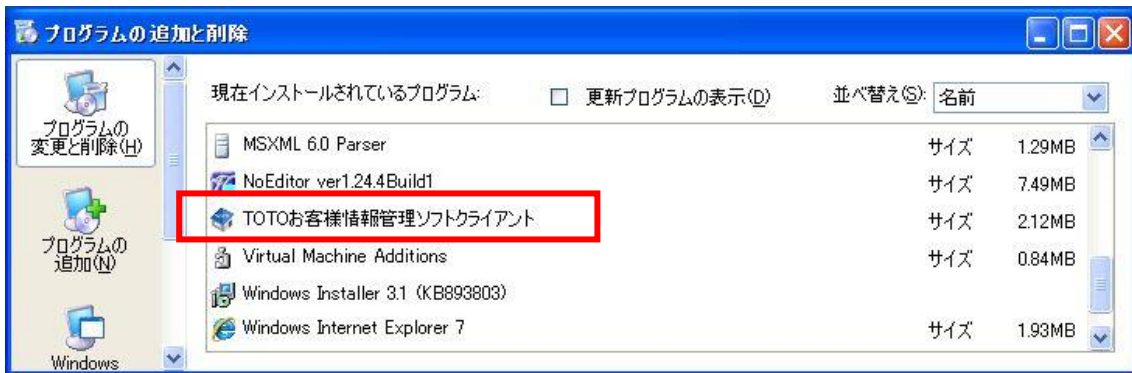 プログラムの追加と削除
プログラムの
変更と削除(H)
プログラムの
追加(N)
Windows
現在インストールされているプログラム:
更新プログラムの表示(D)
並べ替え(S):
名前
MSXML 6.0 Parser サイズ 1.29MB
NoEditor ver1.24.4Build1 サイズ 7.49MB
TOTOお客様情報管理ソフトクライアント サイズ 2.12MB
Virtual Machine Additions サイズ 0.84MB
Windows Installer 3.1 (KB893803)
Windows Internet Explorer 7 サイズ 1.93MB